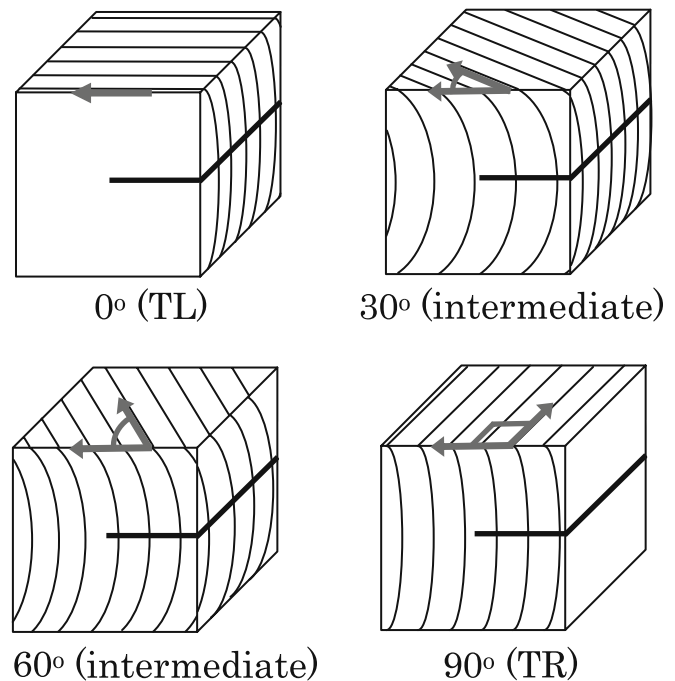 0° (TL)
30° (intermediate)
60° (intermediate)
90° (TR)